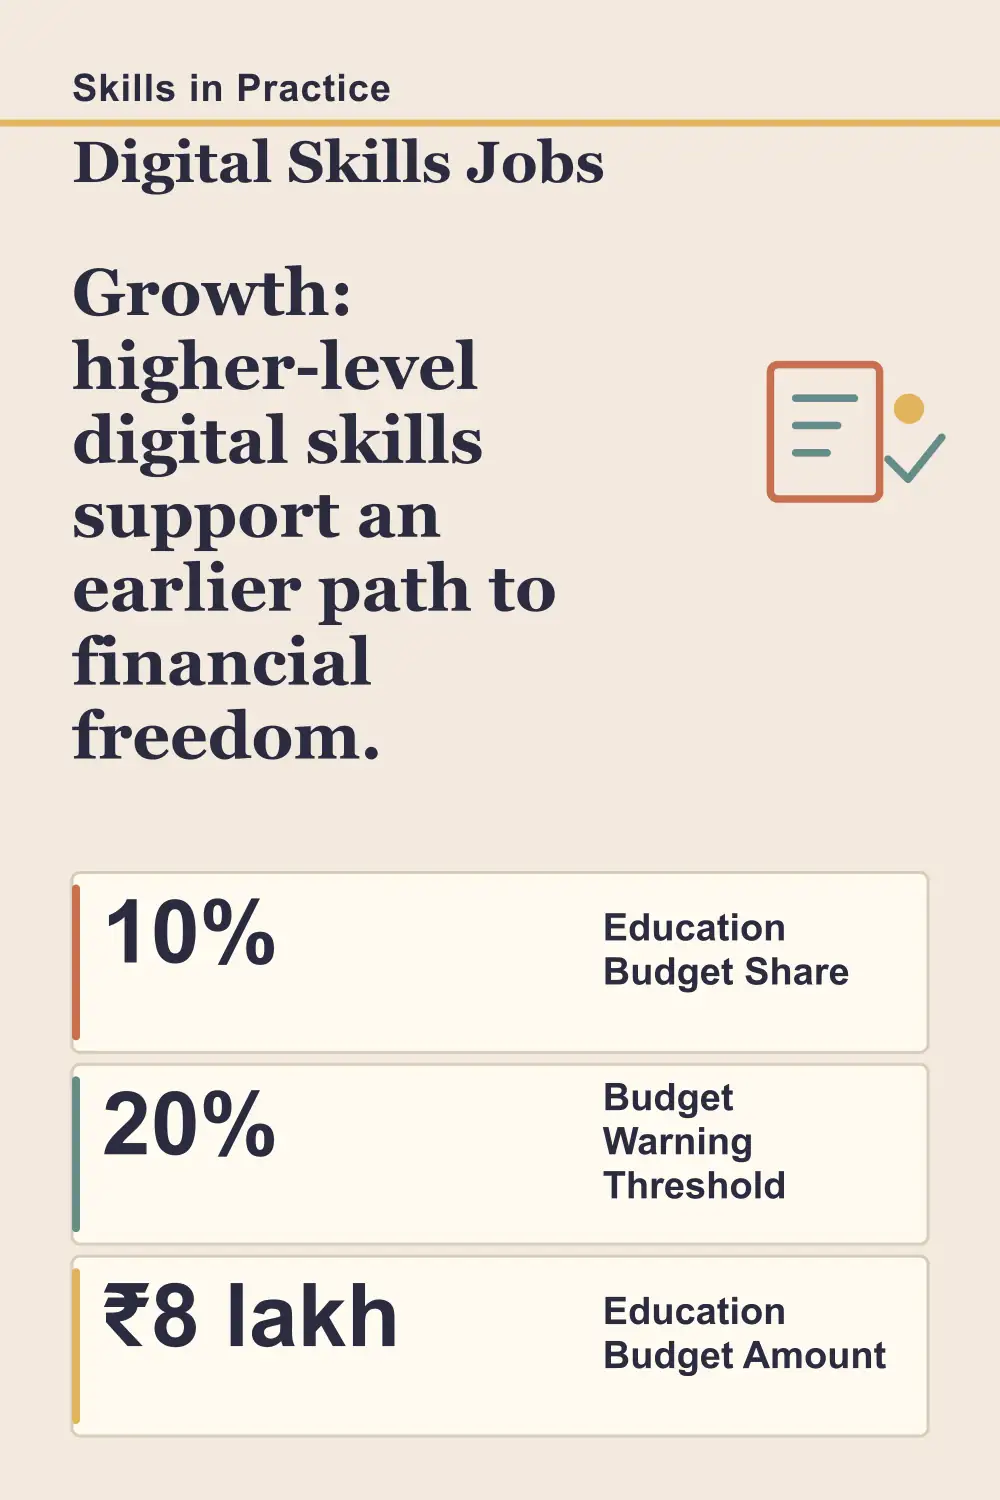 Skills in Practice
Digital Skills Jobs
Growth:
higher-level
digital skills
support an
earlier path to
financial
freedom.
10%
Education
Budget Share
20%
Budget
Warning
Threshold
₹8 lakh
Education
Budget Amount